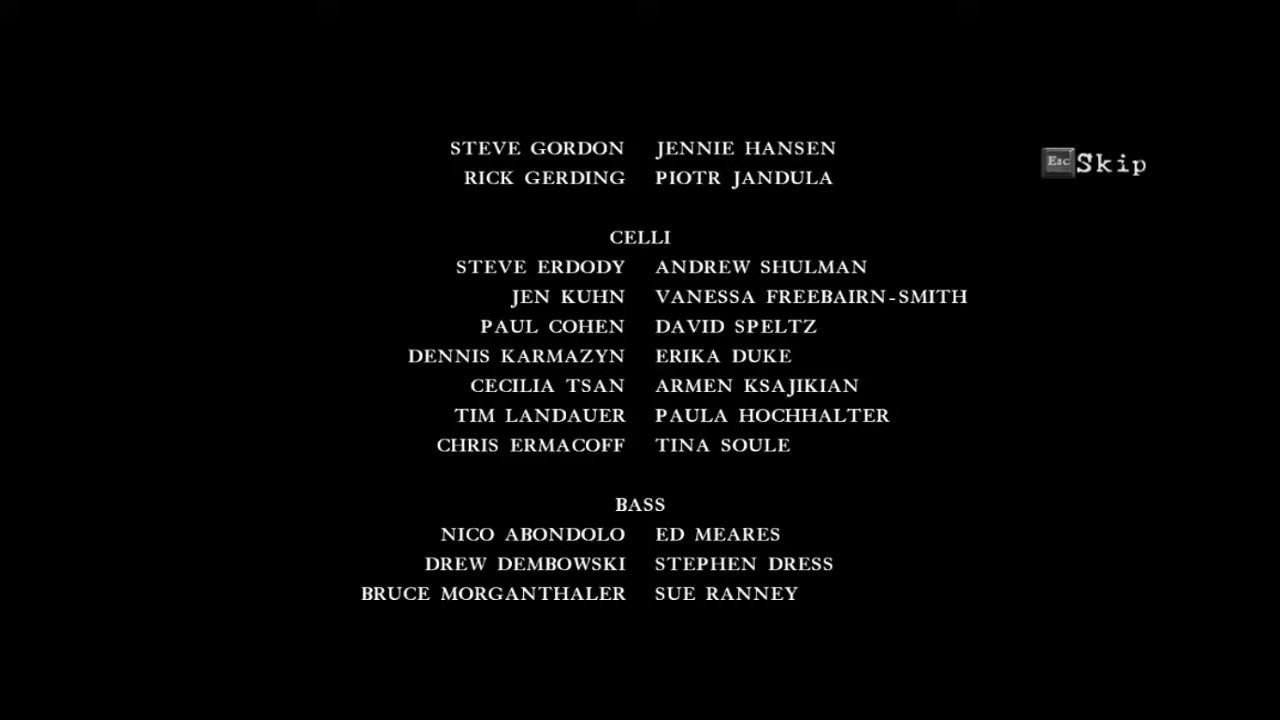 STEVE GORDON JENNIE HANSEN
Esc Skip
RICK GERDING PIOTR JANDULA
CELLI
STEVE ERDODY ANDREW SHULMAN
JEN KUHN VANESSA FREEBAIRN-SMITH
PAUL COHEN DAVID SPELTZ
DENNIS KARMAZYN ERIKA DUKE
CECILIA TSAN ARMEN KSAJIKIAN
TIM LANDAUER PAULA HOCHHALTER
CHRIS ERMACOFF TINA SOULE
BASS
NICO ABONDOLO ED MEARES
DREW DEMBOWSKI STEPHEN DRESS
BRUCE MORGANTHALER SUE RANNEY